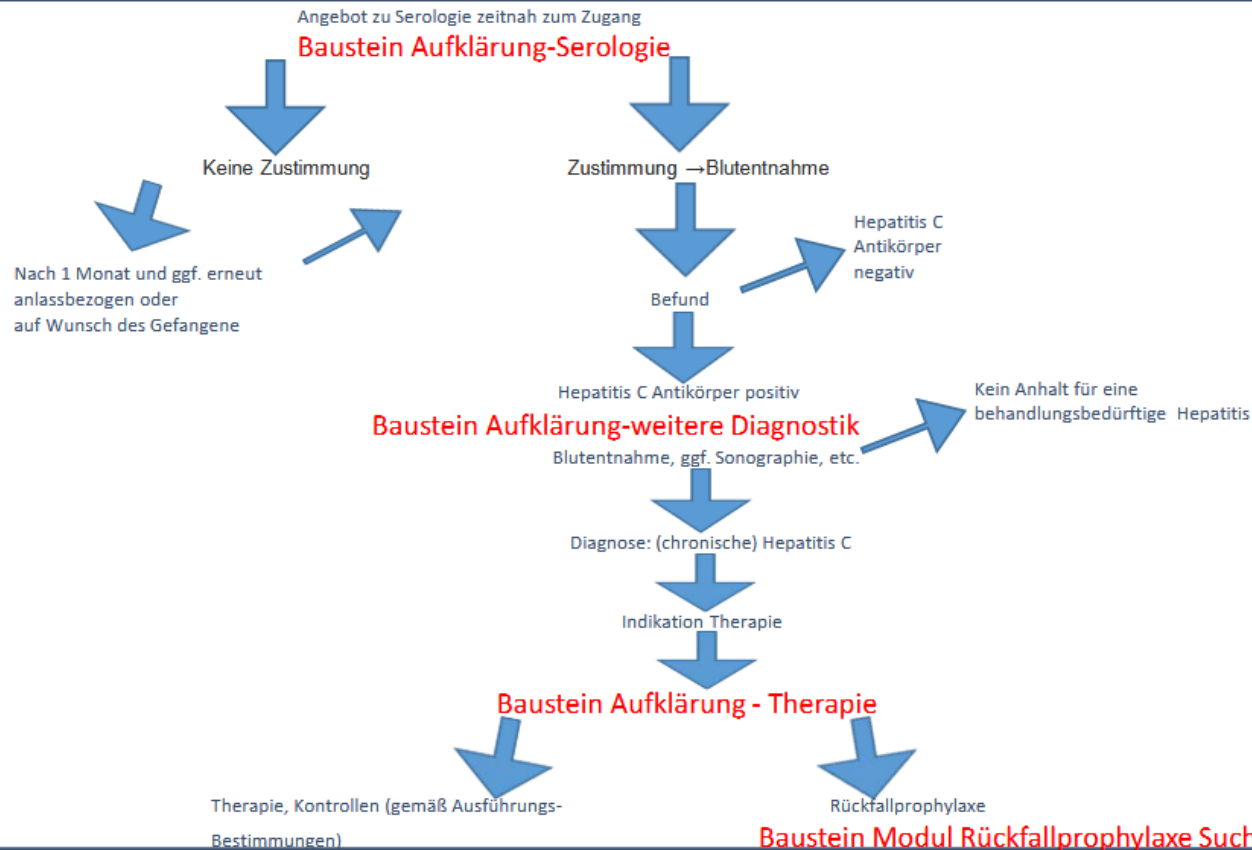 Angebot zu Serologie zeitnah zum Zugang
Baustein Aufklärung-Serologie
Keine Zustimmung
Zustimmung →Blutentnahme
Nach 1 Monat und ggf. erneut
anlassbezogen oder
auf Wunsch des Gefangene
Hepatitis C
Antikörper
negativ
Befund
Hepatitis C Antikörper positiv
Baustein Aufklärung-weitere Diagnostik
Blutentnahme, ggf. Sonographie, etc.
Kein Anhalt für eine
behandlungsbedürftige Hepatitis
Diagnose: (chronische) Hepatitis C
Indikation Therapie
Baustein Aufklärung - Therapie
Therapie, Kontrollen (gemäß Ausführungs-
Bestimmungen)
Rückfallprophylaxe
Baustein Modul Rückfallprophylaxe Such